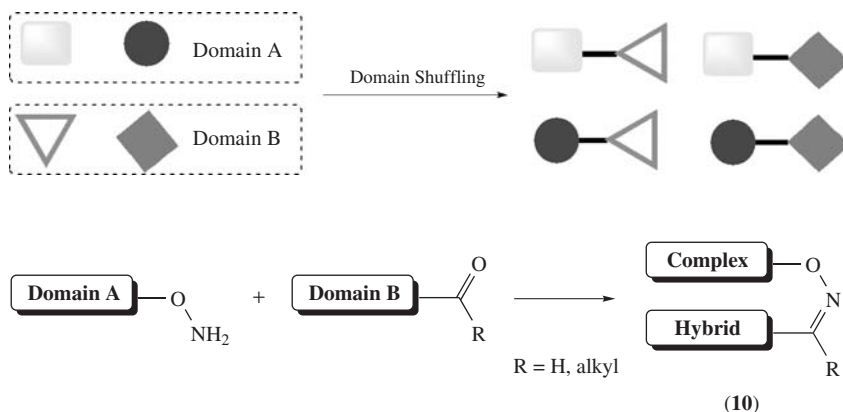 Domain A
Domain Shuffling
Domain B
Domain A
O
NH₂
+
Domain B
O
R
R = H, alkyl
Complex
O
N
Hybrid
R
(10)